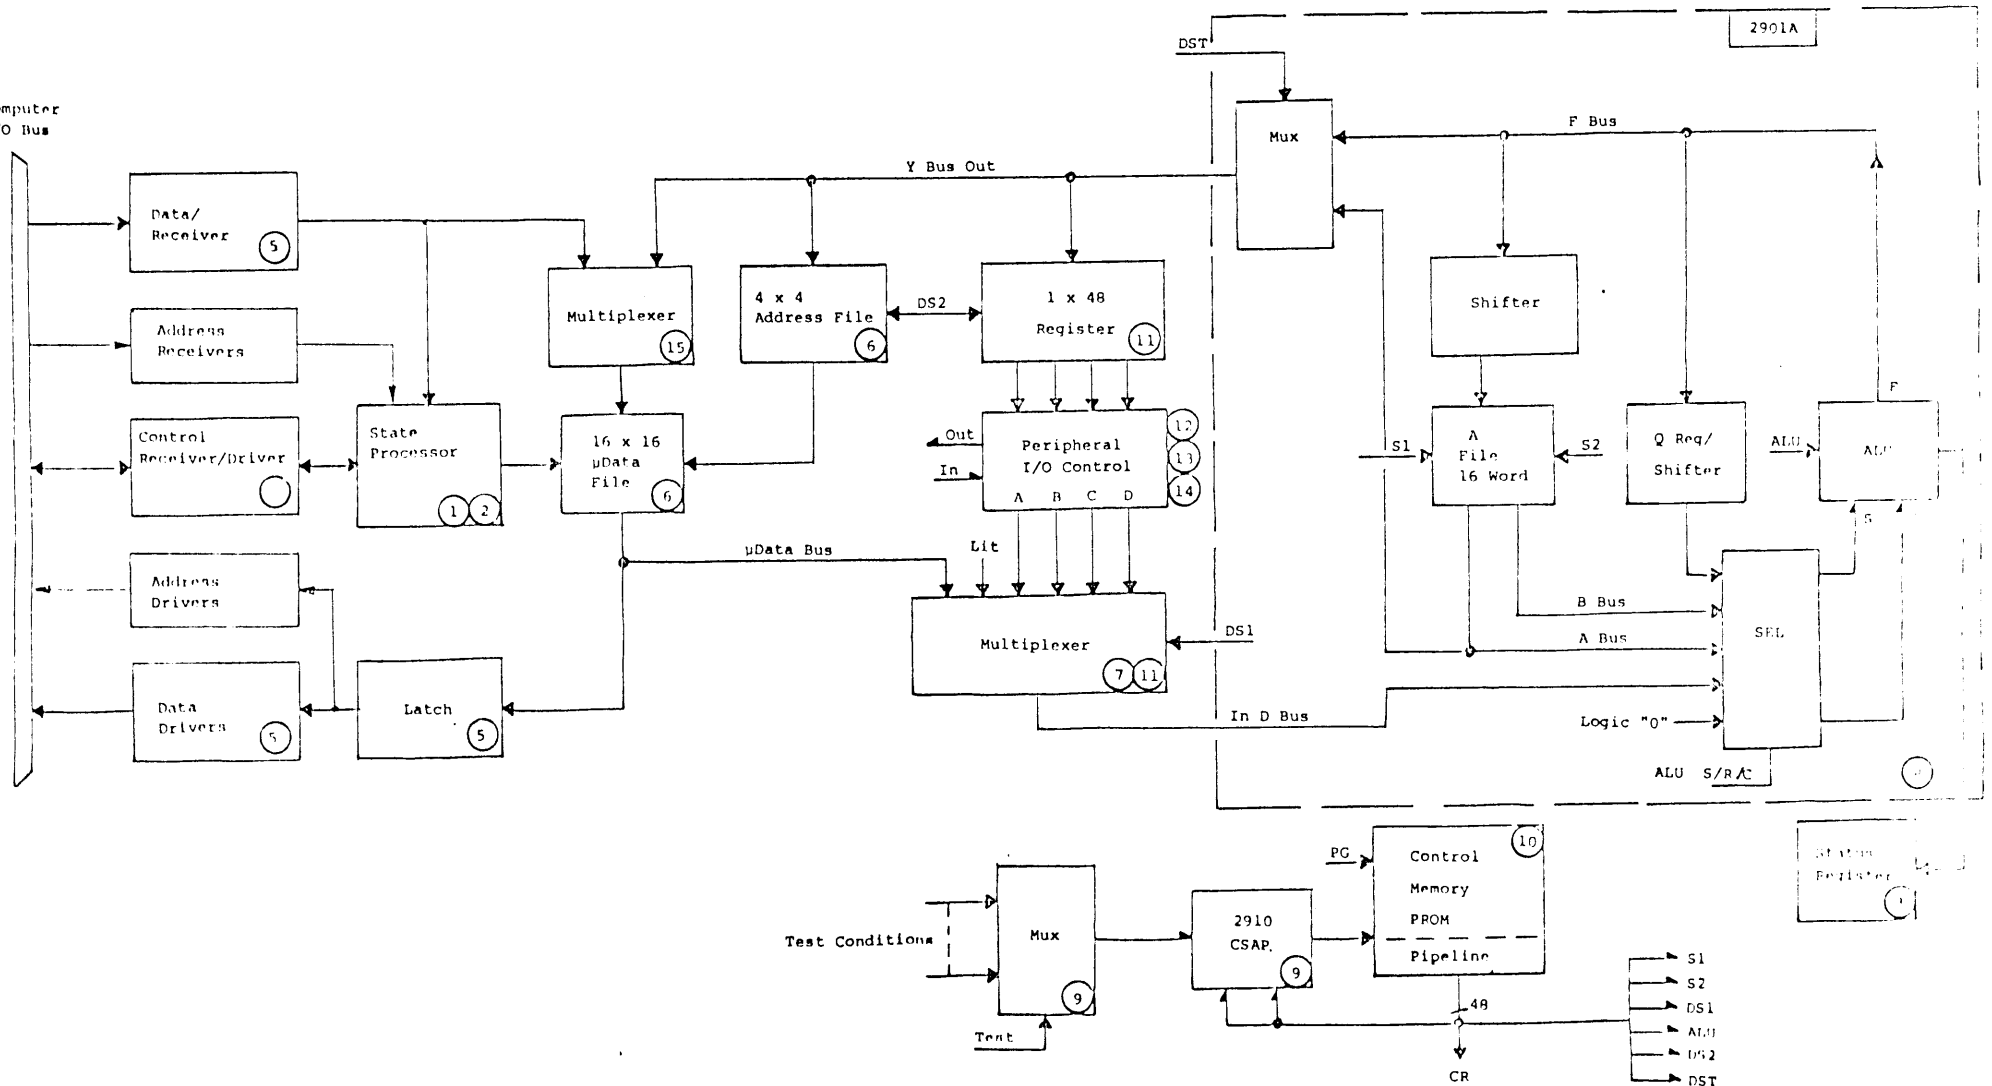 2901A
DST
mputer
O Bus
Mux
F Bus
Y Bus Out
Data/
Receiver
5
4 x 4
Address File
6
DS2
1 x 48
Register
11
Multiplexer
15
Shifter
Address
Receivers
F
Control
Receiver/Driver
State
Processor
1
2
16 x 16
µData
File
6
Out
In
Peripheral
I/O Control
A B C D
12
13
14
S1
A
File
16 Word
S2
Q Reg/
Shifter
ALU
ALU
S
µData Bus
Lit
Address
Drivers
B Bus
A Bus
SEL
Multiplexer
7
11
DS1
Data
Drivers
5
Latch
5
In D Bus
Logic "0"
ALU S/R/C
PG
Control
Memory
PROM
Pipeline
10
Status
Register
Test Conditions
Mux
9
2910
CSAP
9
Test
48
CR
S1
S2
DS1
ALU
DS2
DST